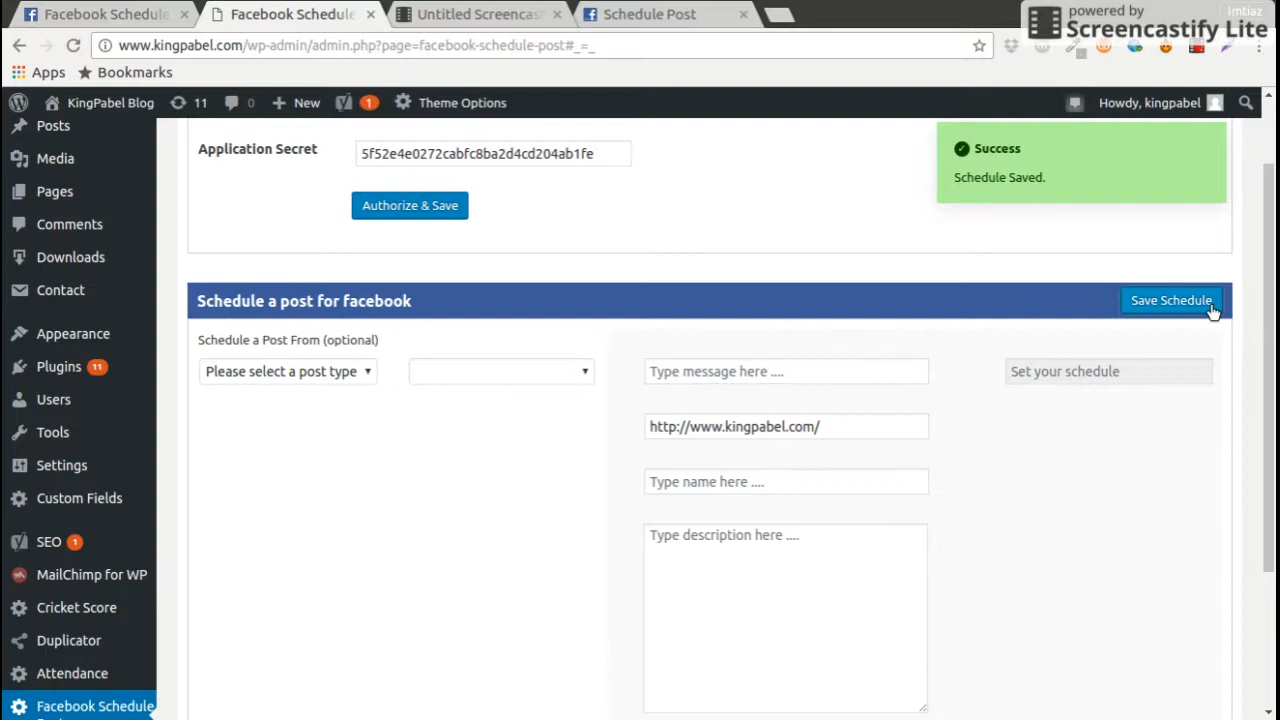 Facebook Schedule
Facebook Schedule
Untitled Screencas
Schedule Post
Imtiaz
powered by
Screencastify Lite
www.kingpabel.com/wp-admin/admin.php?page=facebook-schedule-post#_=_
Apps
Bookmarks
KingPabel Blog
11
0
New
1
Theme Options
Howdy, kingpabel
Posts
Media
Pages
Comments
Downloads
Contact
Appearance
Plugins 11
Users
Tools
Settings
Custom Fields
SEO 1
MailChimp for WP
Cricket Score
Duplicator
Attendance
Facebook Schedule
Application Secret
5f52e4e0272cabfc8ba2d4cd204ab1fe
Authorize & Save
Success
Schedule Saved.
Schedule a post for facebook
Save Schedule
Schedule a Post From (optional)
Please select a post type
Type message here ....
Set your schedule
http://www.kingpabel.com/
Type name here ....
Type description here ....